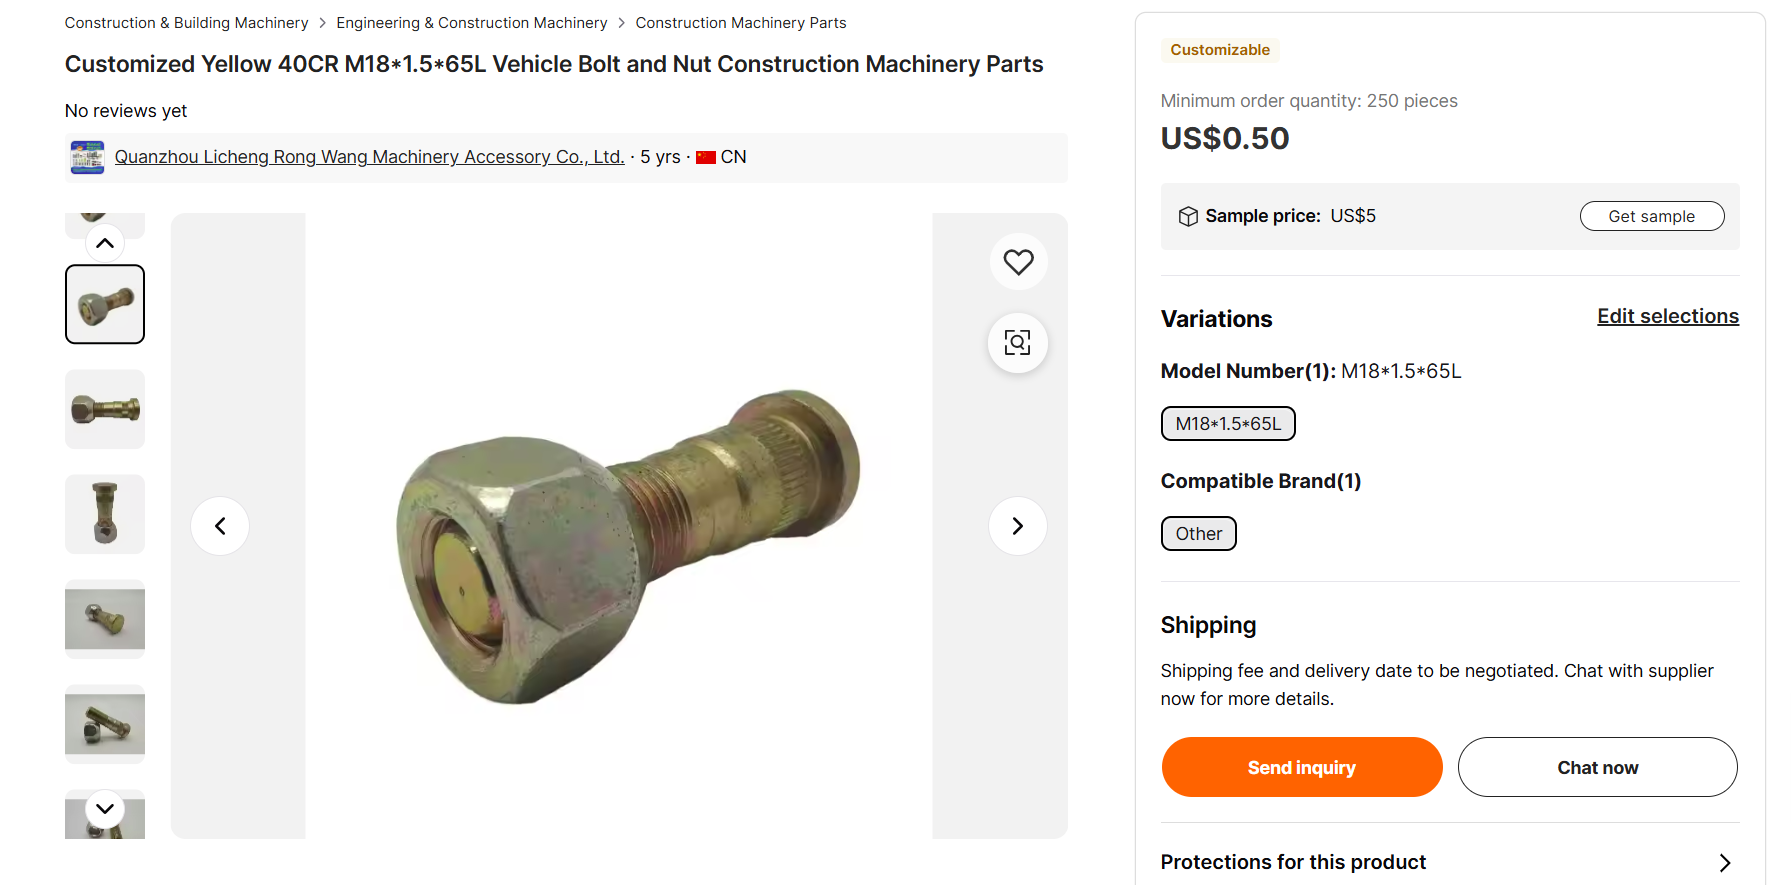 Construction & Building Machinery > Engineering & Construction Machinery > Construction Machinery Parts
Customized Yellow 40CR M18*1.5*65L Vehicle Bolt and Nut Construction Machinery Parts
No reviews yet
Quanzhou Licheng Rong Wang Machinery Accessory Co., Ltd. · 5 yrs · CN
Customizable
Minimum order quantity: 250 pieces
US$0.50
Sample price: US$5
Get sample
Variations
Edit selections
Model Number(1): M18*1.5*65L
M18*1.5*65L
Compatible Brand(1)
Other
Shipping
Shipping fee and delivery date to be negotiated. Chat with supplier
now for more details.
Send inquiry
Chat now
Protections for this product